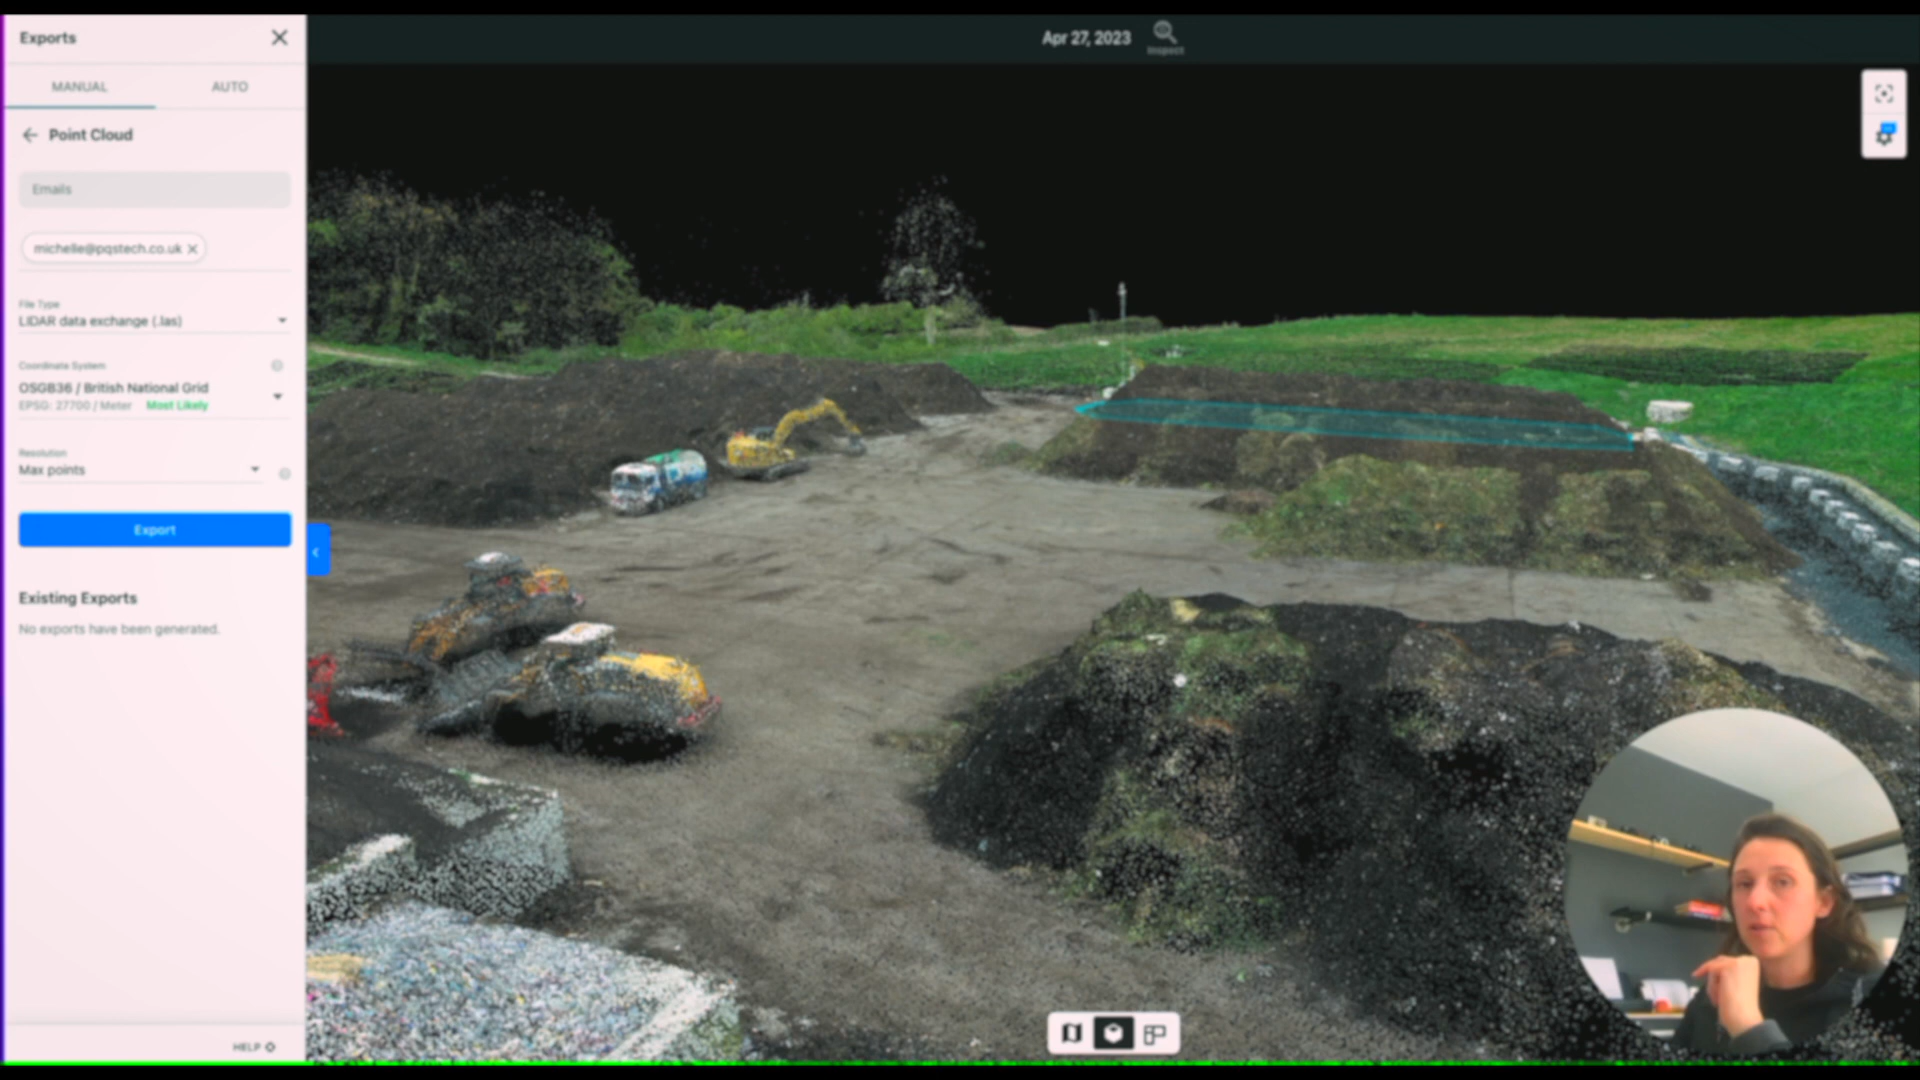 Exports
Apr 27, 2023
Inspect
MANUAL
AUTO
Point Cloud
Emails
michelle@pqstech.co.uk
File Type
LIDAR data exchange (.las)
Coordinate System
OSGB36 / British National Grid
EPSG: 27700 / Meter Most Likely
Resolution
Max points
Export
Existing Exports
No exports have been generated.
HELP